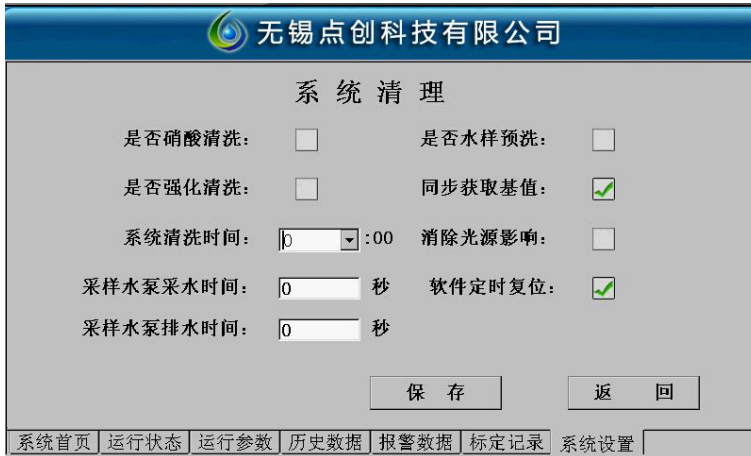 无锡点创科技有限公司
系统清理
是否硝酸清洗： 是否水样预洗：
是否强化清洗： 同步获取基值：
系统清洗时间： 0 :00 消除光源影响：
采样水泵采水时间： 0 秒 软件定时复位：
采样水泵排水时间： 0 秒
保存 返回
系统首页 运行状态 运行参数 历史数据 报警数据 标定记录 系统设置